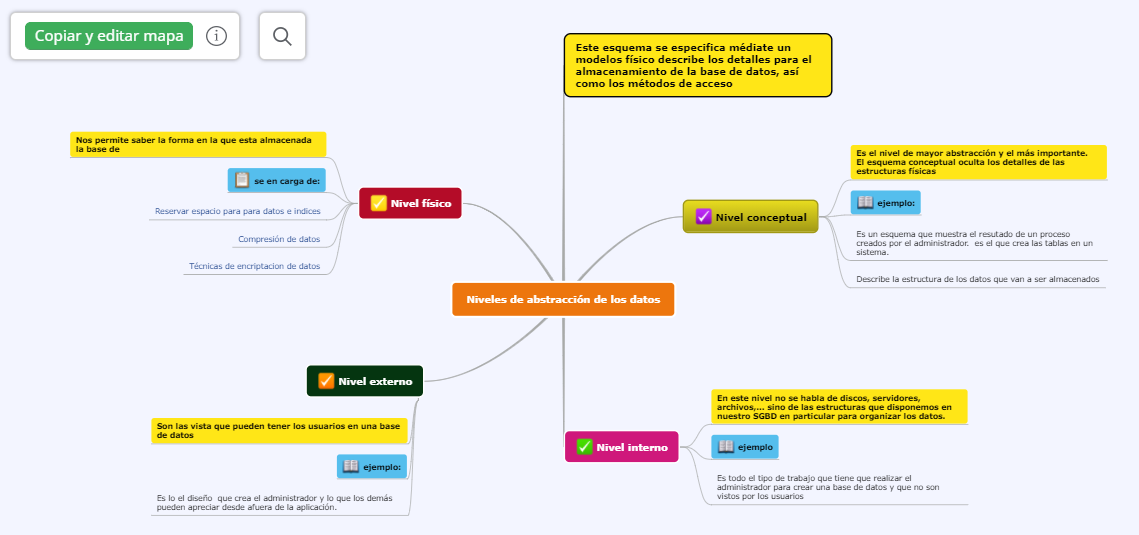 Copiar y editar mapa
Este esquema se especifica médiate un
modelos físico describe los detalles para el
almacenamiento de la base de datos, así
como los métodos de acceso
Nos permite saber la forma en la que esta almacenada
la base de
se en carga de:
Reservar espacio para para datos e indices
Compresión de datos
Técnicas de encriptacion de datos
Nivel físico
Es el nivel de mayor abstracción y el más importante.
El esquema conceptual oculta los detalles de las
estructuras físicas
ejemplo:
Es un esquema que muestra el resutado de un proceso
creados por el administrador.  es el que crea las tablas en un
sistema.
Describe la estructura de los datos que van a ser almacenados
Nivel conceptual
Niveles de abstracción de los datos
Nivel externo
Son las vista que pueden tener los usuarios en una base
de datos
ejemplo:
Es lo el diseño  que crea el administrador y lo que los demás
pueden apreciar desde afuera de la aplicación.
Nivel interno
En este nivel no se habla de discos, servidores,
archivos,... sino de las estructuras que disponemos en
nuestro SGBD en particular para organizar los datos.
ejemplo
Es todo el tipo de trabajo que tiene que realizar el
administrador para crear una base de datos y que no son
vistos por los usuarios